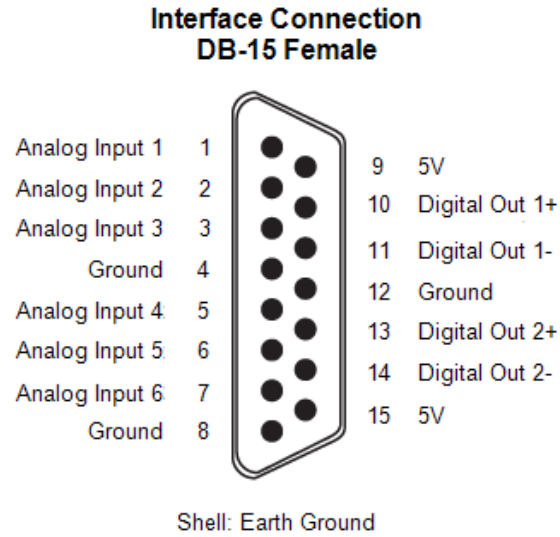 Interface Connection
DB-15 Female
Analog Input 1 1
Analog Input 2 2
Analog Input 3 3
Ground 4
Analog Input 4 5
Analog Input 5 6
Analog Input 6 7
Ground 8
9 5V
10 Digital Out 1+
11 Digital Out 1-
12 Ground
13 Digital Out 2+
14 Digital Out 2-
15 5V
Shell: Earth Ground